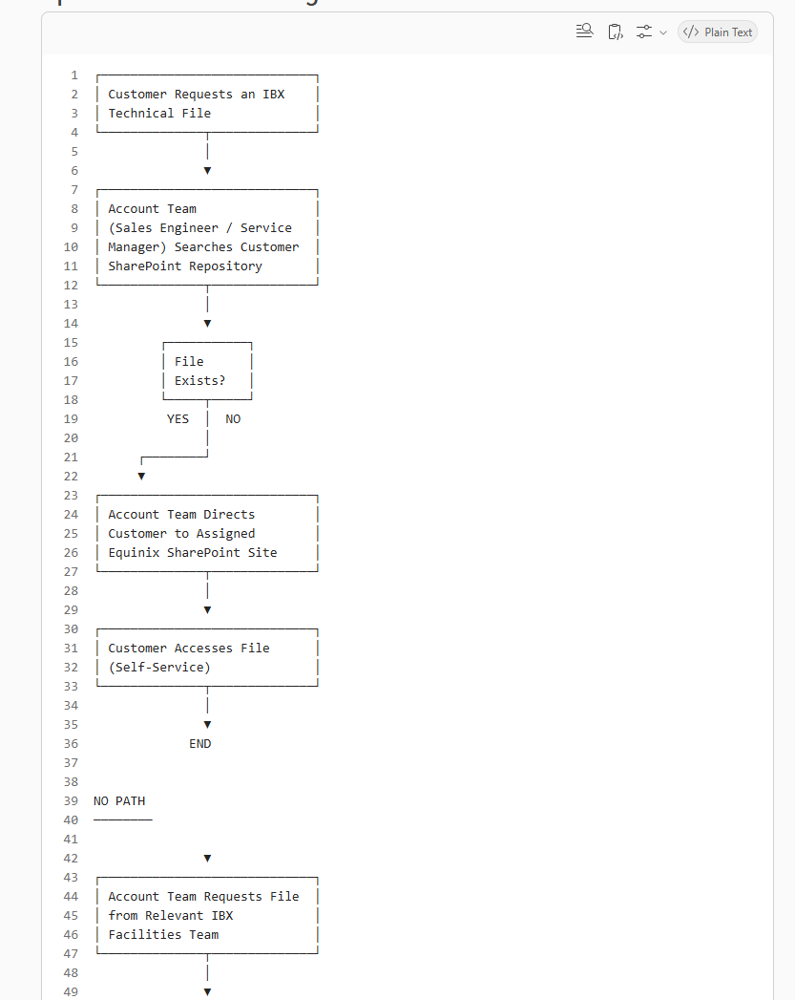 Plain Text
1
2 Customer Requests an IBX
3 Technical File
4
5
6 ▼
7
8 Account Team
9 (Sales Engineer / Service
10 Manager) Searches Customer
11 SharePoint Repository
12
13
14 ▼
15
16 File
17 Exists?
18
19 YES NO
20
21
22 ▼
23
24 Account Team Directs
25 Customer to Assigned
26 Equinix SharePoint Site
27
28
29 ▼
30
31 Customer Accesses File
32 (Self-Service)
33
34
35 ▼
36 END
37
38
39 NO PATH
40
41
42 ▼
43
44 Account Team Requests File
45 from Relevant IBX
46 Facilities Team
47
48
49 ▼